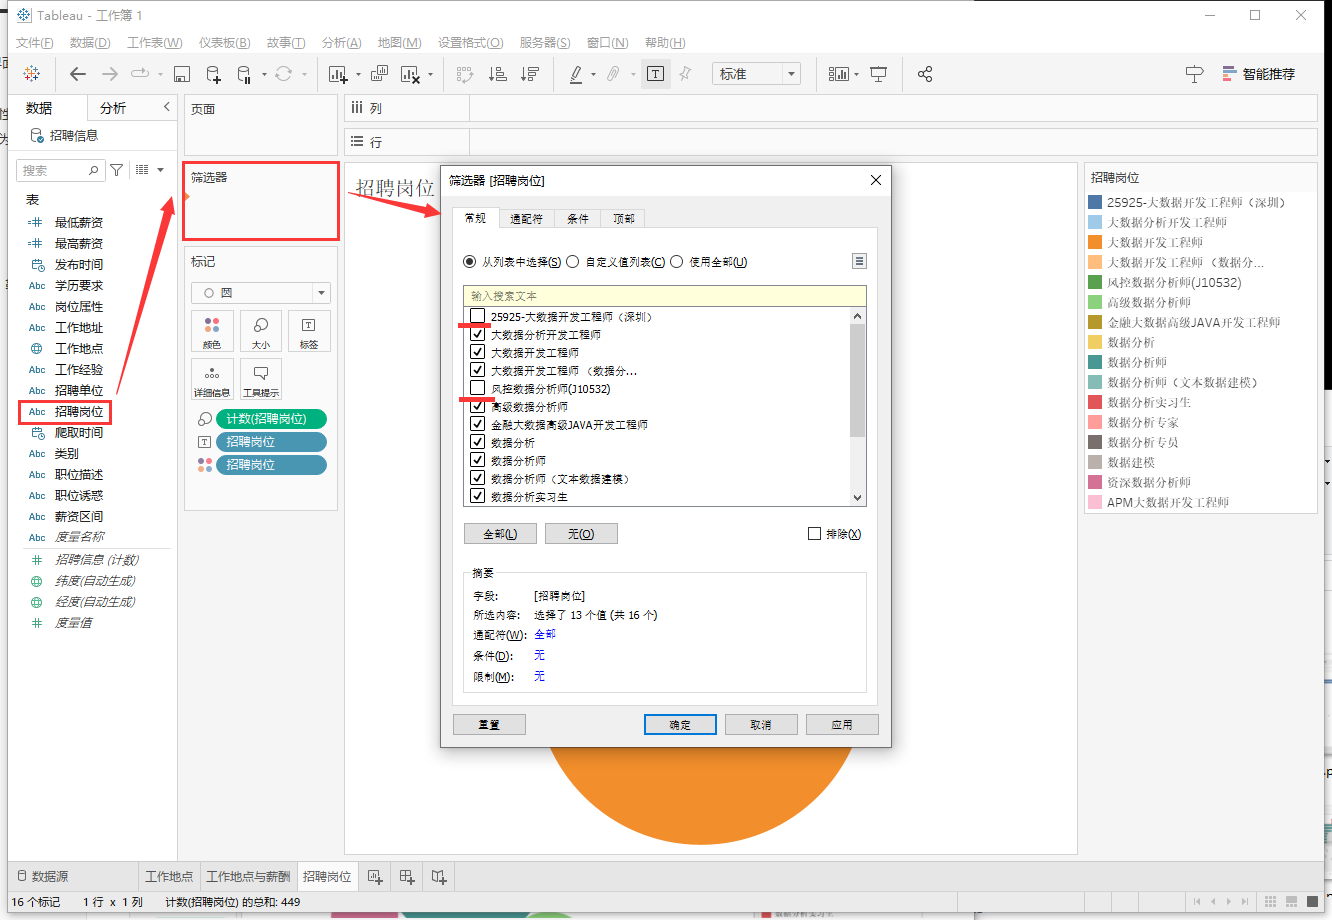 Tableau - 工作簿 1
文件(F) 数据(D) 工作表(W) 仪表板(B) 故事(T) 分析(A) 地图(M) 设置格式(O) 服务器(S) 窗口(N) 帮助(H)
标准
智能推荐
数据 分析
招聘信息
搜索
表
最低薪资
最高薪资
发布时间
Abc 学历要求
Abc 岗位属性
Abc 工作地址
工作地点
Abc 工作经验
Abc 招聘单位
Abc 招聘岗位
爬取时间
Abc 类别
Abc 职位描述
Abc 职位诱惑
Abc 薪资区间
Abc 度量名称
招聘信息 (计数)
纬度(自动生成)
经度(自动生成)
度量值
页面
筛选器
标记
圆
颜色 大小 标签
详细信息 工具提示
计数(招聘岗位)
招聘岗位
招聘岗位
列
行
招聘岗位
筛选器 [招聘岗位]
常规 通配符 条件 顶部
从列表中选择(S) 自定义值列表(C) 使用全部(U)
输入搜索文本
25925-大数据开发工程师（深圳）
大数据分析开发工程师
大数据开发工程师
大数据开发工程师 （数据分...
风控数据分析师(J10532)
高级数据分析师
金融大数据高级JAVA开发工程师
数据分析
数据分析师
数据分析师（文本数据建模）
数据分析实习生
全部(L) 无(O) 排除(X)
摘要
字段: [招聘岗位]
所选内容: 选择了 13 个值 (共 16 个)
通配符(W): 全部
条件(D): 无
限制(M): 无
重置 确定 取消 应用
招聘岗位
25925-大数据开发工程师（深圳）
大数据分析开发工程师
大数据开发工程师
大数据开发工程师 （数据分...
风控数据分析师(J10532)
高级数据分析师
金融大数据高级JAVA开发工程师
数据分析
数据分析师
数据分析师（文本数据建模）
数据分析实习生
数据分析专家
数据分析专员
数据建模
资深数据分析师
APM大数据开发工程师
数据源 工作地点 工作地点与薪酬 招聘岗位
16 个标记 1 行 x 1 列 计数(招聘岗位) 的总和: 449